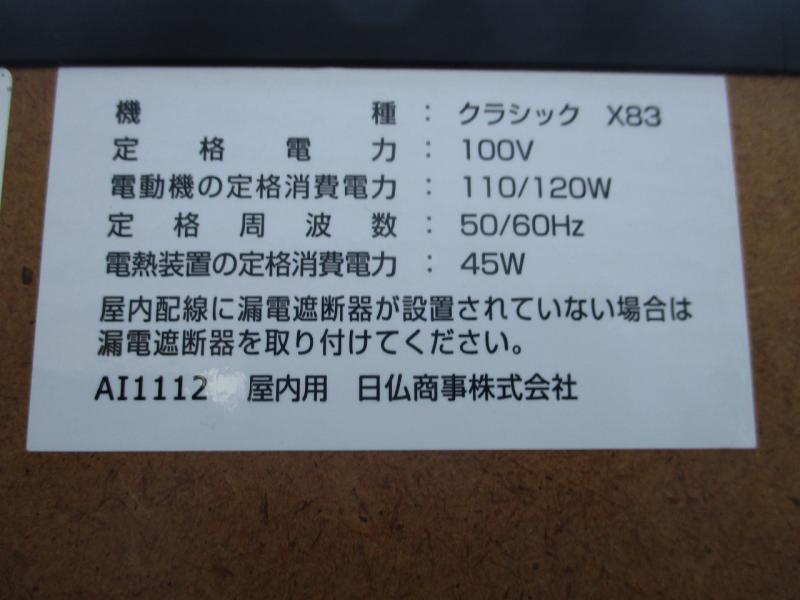 機種：クラシック X83
定格電力：100V
電動機の定格消費電力：110/120W
定格周波数：50/60Hz
電熱装置の定格消費電力：45W
屋内配線に漏電遮断器が設置されていない場合は
漏電遮断器を取り付けてください。
AI1112 屋内用 日仏商事株式会社